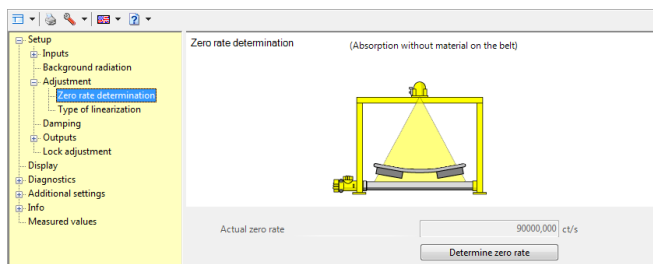 Setup
Inputs
Background radiation
Adjustment
Zero rate determination
Type of linearization
Damping
Outputs
Lock adjustment
Display
Diagnostics
Additional settings
Info
Measured values
Zero rate determination (Absorption without material on the belt)
Actual zero rate 90000,000 ct/s
Determine zero rate